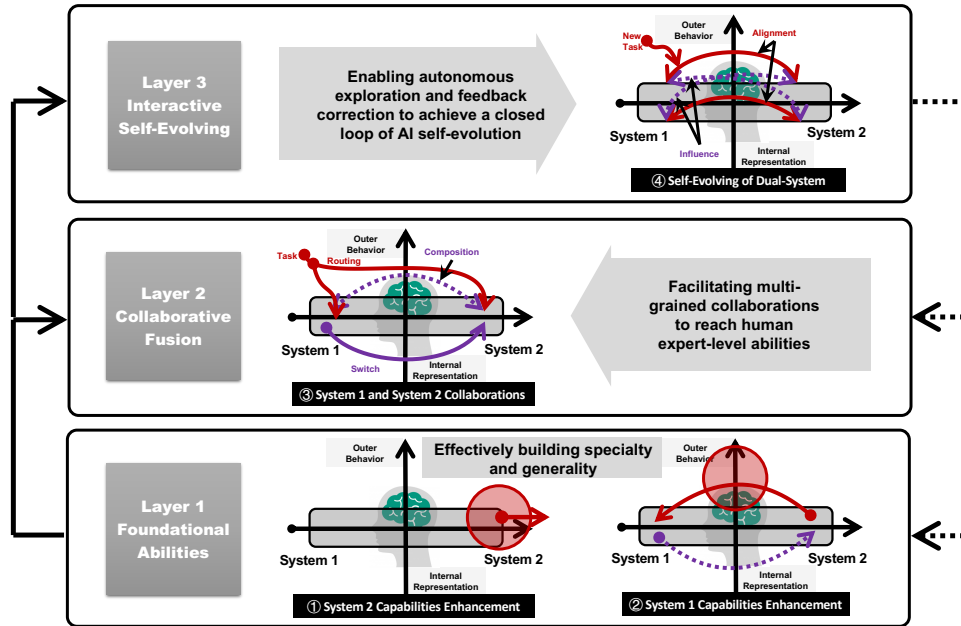 Layer 3
Interactive
Self-Evolving
Enabling autonomous
exploration and feedback
correction to achieve a closed
loop of AI self-evolution
New
Task
Outer
Behavior
Alignment
System 1
System 2
Influence
Internal
Representation
④ Self-Evolving of Dual-System
Layer 2
Collaborative
Fusion
Task
Routing
Outer
Behavior
Composition
System 1
System 2
Switch
Internal
Representation
③ System 1 and System 2 Collaborations
Facilitating multi-
grained collaborations
to reach human
expert-level abilities
Layer 1
Foundational
Abilities
Effectively building specialty
and generality
Outer
Behavior
System 1
System 2
Internal
Representation
① System 2 Capabilities Enhancement
Outer
Behavior
System 1
System 2
Internal
Representation
② System 1 Capabilities Enhancement